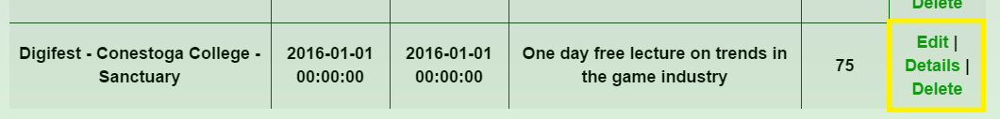 Delete
Digifest - Conestoga College -
Sanctuary
2016-01-01
00:00:00
2016-01-01
00:00:00
One day free lecture on trends in
the game industry
75
Edit |
Details |
Delete